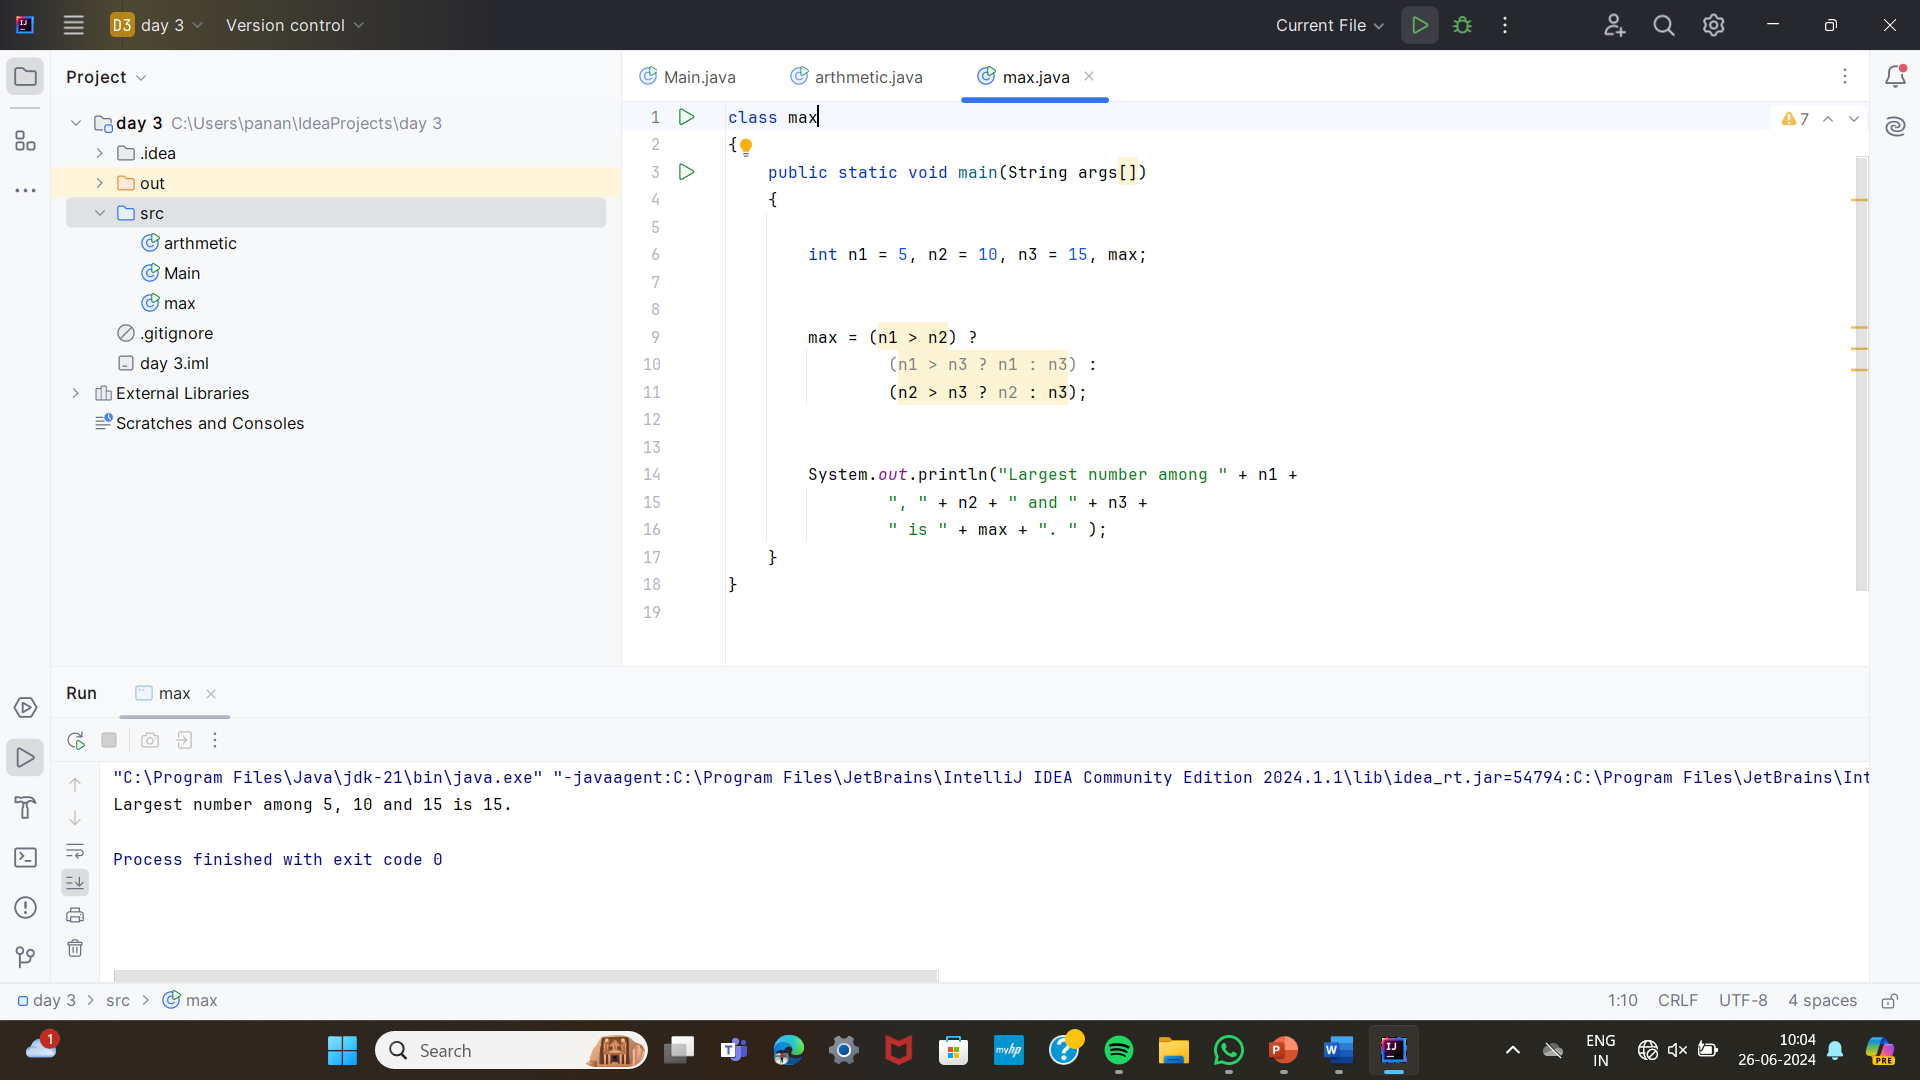 D3 day 3 Version control Current File
Project
day 3 C:\Users\panan\IdeaProjects\day 3
.idea
out
src
arthmetic
Main
max
.gitignore
day 3.iml
External Libraries
Scratches and Consoles
Main.java arthmetic.java max.java
7
1 class max
2 {
3 public static void main(String args[])
4 {
5
6 int n1 = 5, n2 = 10, n3 = 15, max;
7
8
9 max = (n1 > n2) ?
10 (n1 > n3 ? n1 : n3) :
11 (n2 > n3 ? n2 : n3);
12
13
14 System.out.println("Largest number among " + n1 +
15 ", " + n2 + " and " + n3 +
16 " is " + max + ". " );
17 }
18 }
19
Run max
"C:\Program Files\Java\jdk-21\bin\java.exe" "-javaagent:C:\Program Files\JetBrains\IntelliJ IDEA Community Edition 2024.1.1\lib\idea_rt.jar=54794:C:\Program Files\JetBrains\Int
Largest number among 5, 10 and 15 is 15.
Process finished with exit code 0
day 3 > src > max 1:10 CRLF UTF-8 4 spaces
1
Search
myhp
ENG
IN
10:04
26-06-2024
PRE